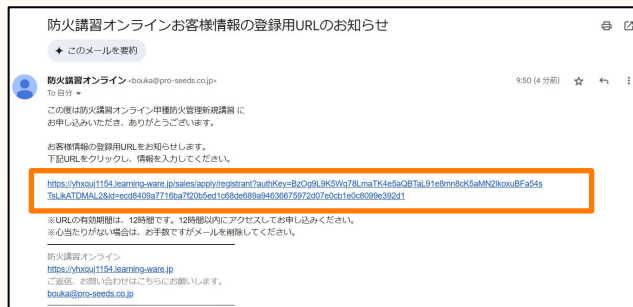 防火講習オンラインお客様情報の登録用URLのお知らせ
このメールを要約
防火講習オンライン <bouka@pro-seeds.co.jp>
9:50 (4 分前)
To 自分
この度は防火講習オンライン甲種防火管理新規講習 に
お申し込みいただき、ありがとうございます。
お客様情報の登録用URLをお知らせします。
下記URLをクリックし、情報を入力してください。
https://yhxquj1154.learning-ware.jp/sales/apply/registrant?authKey=BzOg9L9K5Wq78LmaTK4e5aQBTaL91e8mn8cK5aMN2lkoxuBFa54s
TsLikATDMAL2&id=ecd8409a7716ba7f20b5ed1c68de689a94636675972d07e0cb1e0c8099e392d1
※URLの有効期間は、12時間です。12時間以内にアクセスしてお申し込みください。
※心当たりがない場合は、お手数ですがメールを削除してください。
防火講習オンライン
https://yhxquj1154.learning-ware.jp
ご返信、お問い合わせはこちらにお願いします。
bouka@pro-seeds.co.jp